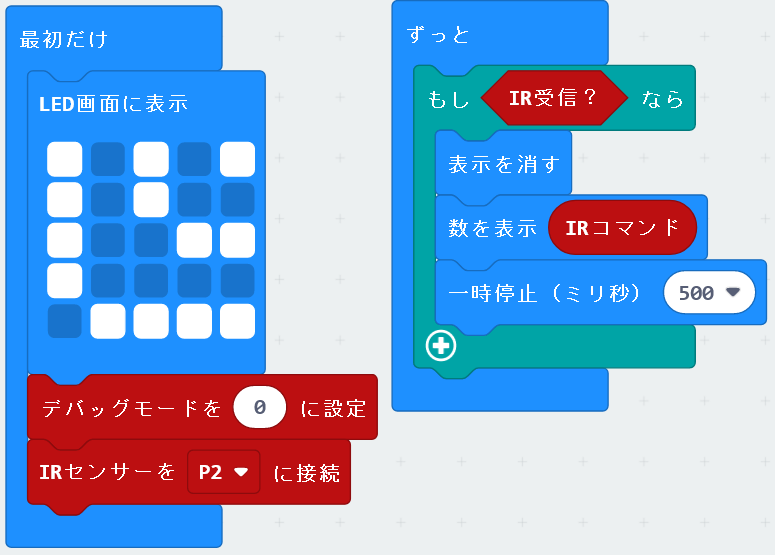 最初だけ
LED画面に表示
デバッグモードを 0 に設定
IRセンサーを P2 に接続
ずっと
もし IR受信？ なら
表示を消す
数を表示 IRコマンド
一時停止（ミリ秒） 500